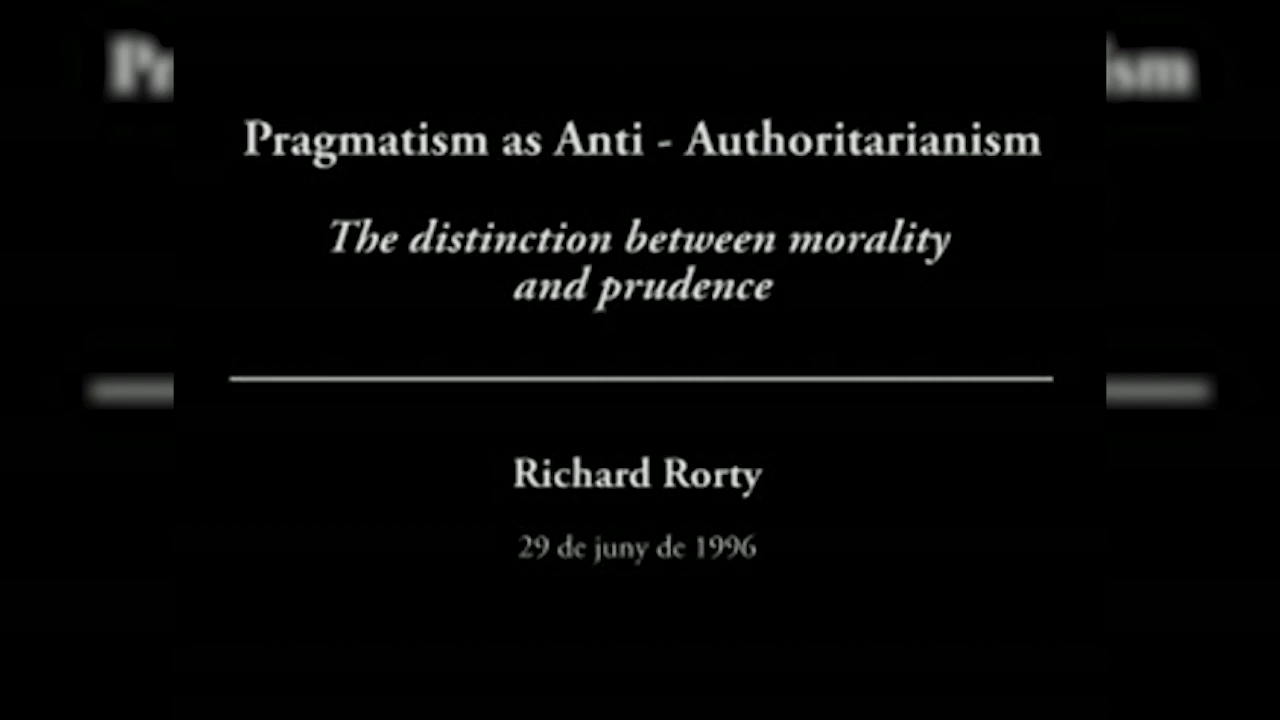 Pragmatism as Anti - Authoritarianism
The distinction between morality
and prudence
Richard Rorty
29 de juny de 1996